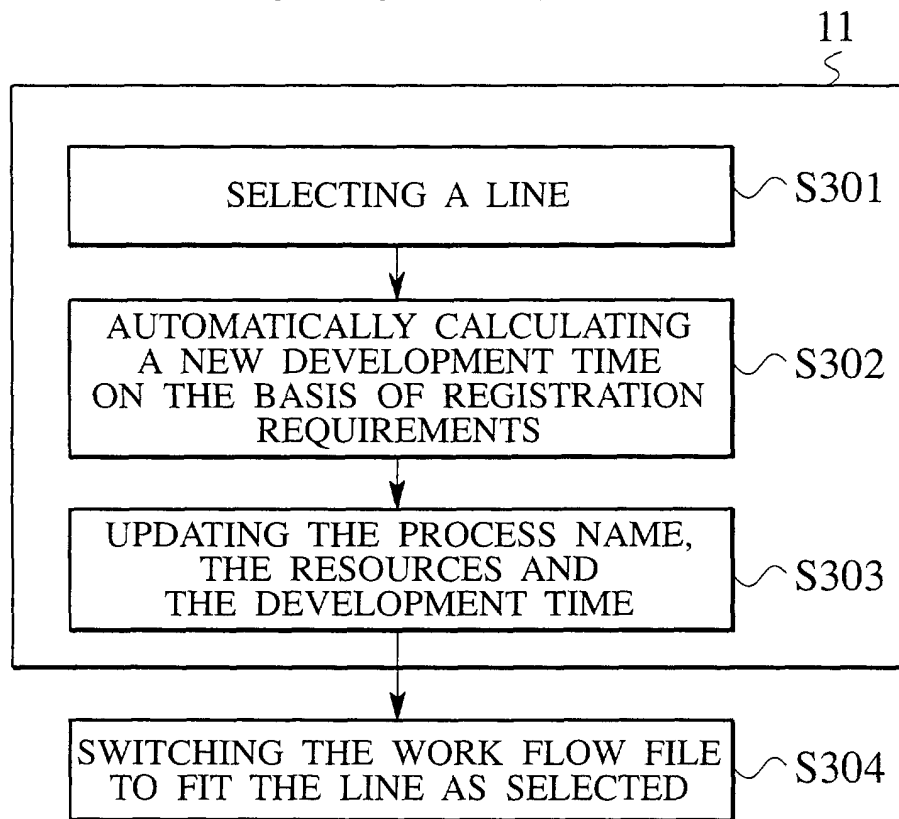 11
SELECTING A LINE
S301
AUTOMATICALLY CALCULATING
A NEW DEVELOPMENT TIME
ON THE BASIS OF REGISTRATION
REQUIREMENTS
S302
UPDATING THE PROCESS NAME,
THE RESOURCES AND
THE DEVELOPMENT TIME
S303
SWITCHING THE WORK FLOW FILE
TO FIT THE LINE AS SELECTED
S304